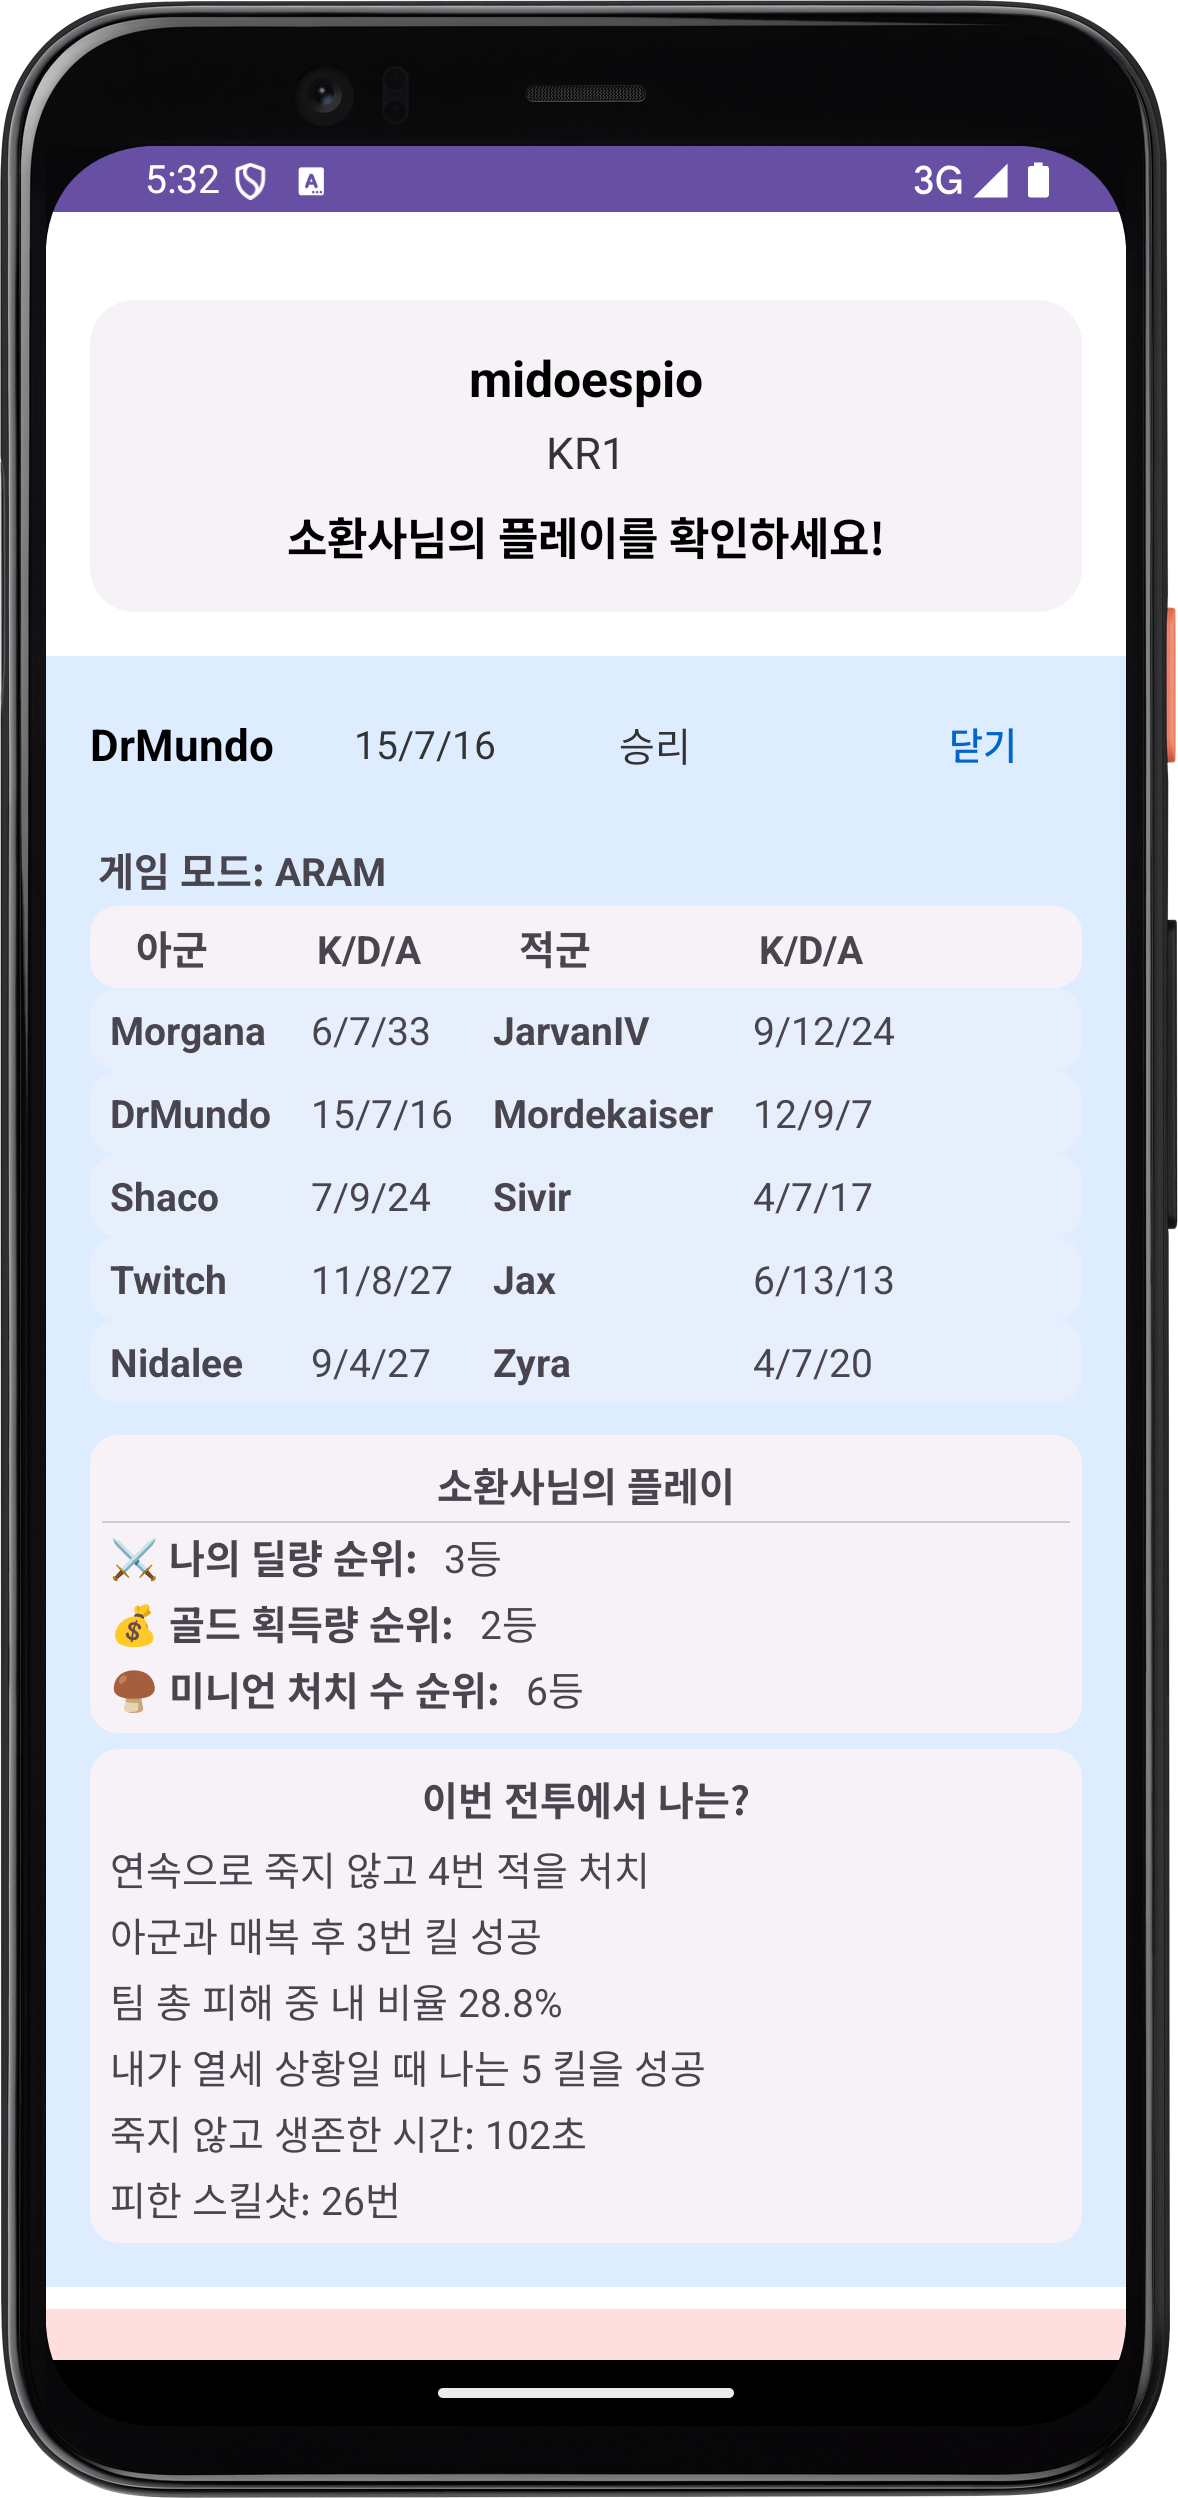 5:32 3G
midoespio
KR1
소환사님의 플레이를 확인하세요!
DrMundo 15/7/16 승리 닫기
게임 모드: ARAM
아군 K/D/A 적군 K/D/A
Morgana 6/7/33 JarvanIV 9/12/24
DrMundo 15/7/16 Mordekaiser 12/9/7
Shaco 7/9/24 Sivir 4/7/17
Twitch 11/8/27 Jax 6/13/13
Nidalee 9/4/27 Zyra 4/7/20
소환사님의 플레이
⚔️ 나의 딜량 순위: 3등
💰 골드 획득량 순위: 2등
🍄 미니언 처치 수 순위: 6등
이번 전투에서 나는?
연속으로 죽지 않고 4번 적을 처치
아군과 매복 후 3번 킬 성공
팀 총 피해 중 내 비율 28.8%
내가 열세 상황일 때 나는 5 킬을 성공
죽지 않고 생존한 시간: 102초
피한 스킬샷: 26번